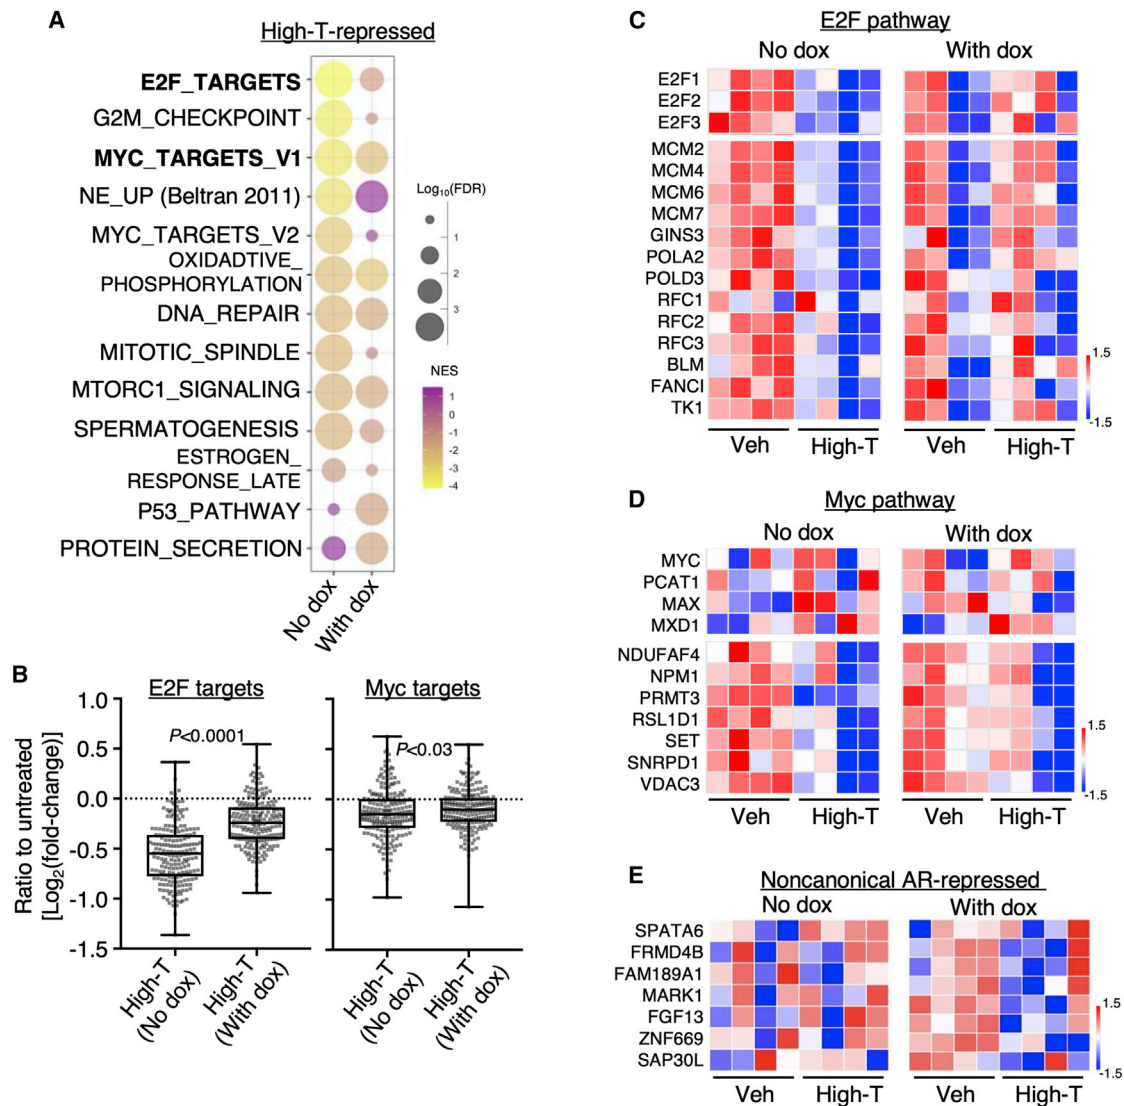 A
High-T-repressed
E2F_TARGETS
G2M_CHECKPOINT
MYC_TARGETS_V1
NE_UP (Beltran 2011)
MYC_TARGETS_V2
OXIDADTIVE_
PHOSPHORYLATION
DNA_REPAIR
MITOTIC_SPINDLE
MTORC1_SIGNALING
SPERMATOGENESIS
ESTROGEN_
RESPONSE_LATE
P53_PATHWAY
PROTEIN_SECRETION
No dox
With dox
Log10(FDR)
1
2
3
NES
1
0
-1
-2
-3
-4
B
E2F targets
Myc targets
Ratio to untreated
[Log2(fold-change)]
1.0
0.5
0.0
-0.5
-1.0
-1.5
P<0.0001
P<0.03
High-T
(No dox)
High-T
(With dox)
High-T
(No dox)
High-T
(With dox)
C
E2F pathway
No dox
With dox
E2F1
E2F2
E2F3
MCM2
MCM4
MCM6
MCM7
GINS3
POLA2
POLD3
RFC1
RFC2
RFC3
BLM
FANCI
TK1
1.5
-1.5
Veh
High-T
Veh
High-T
D
Myc pathway
No dox
With dox
MYC
PCAT1
MAX
MXD1
NDUFAF4
NPM1
PRMT3
RSL1D1
SET
SNRPD1
VDAC3
1.5
-1.5
Veh
High-T
Veh
High-T
E
Noncanonical AR-repressed
No dox
With dox
SPATA6
FRMD4B
FAM189A1
MARK1
FGF13
ZNF669
SAP30L
1.5
-1.5
Veh
High-T
Veh
High-T